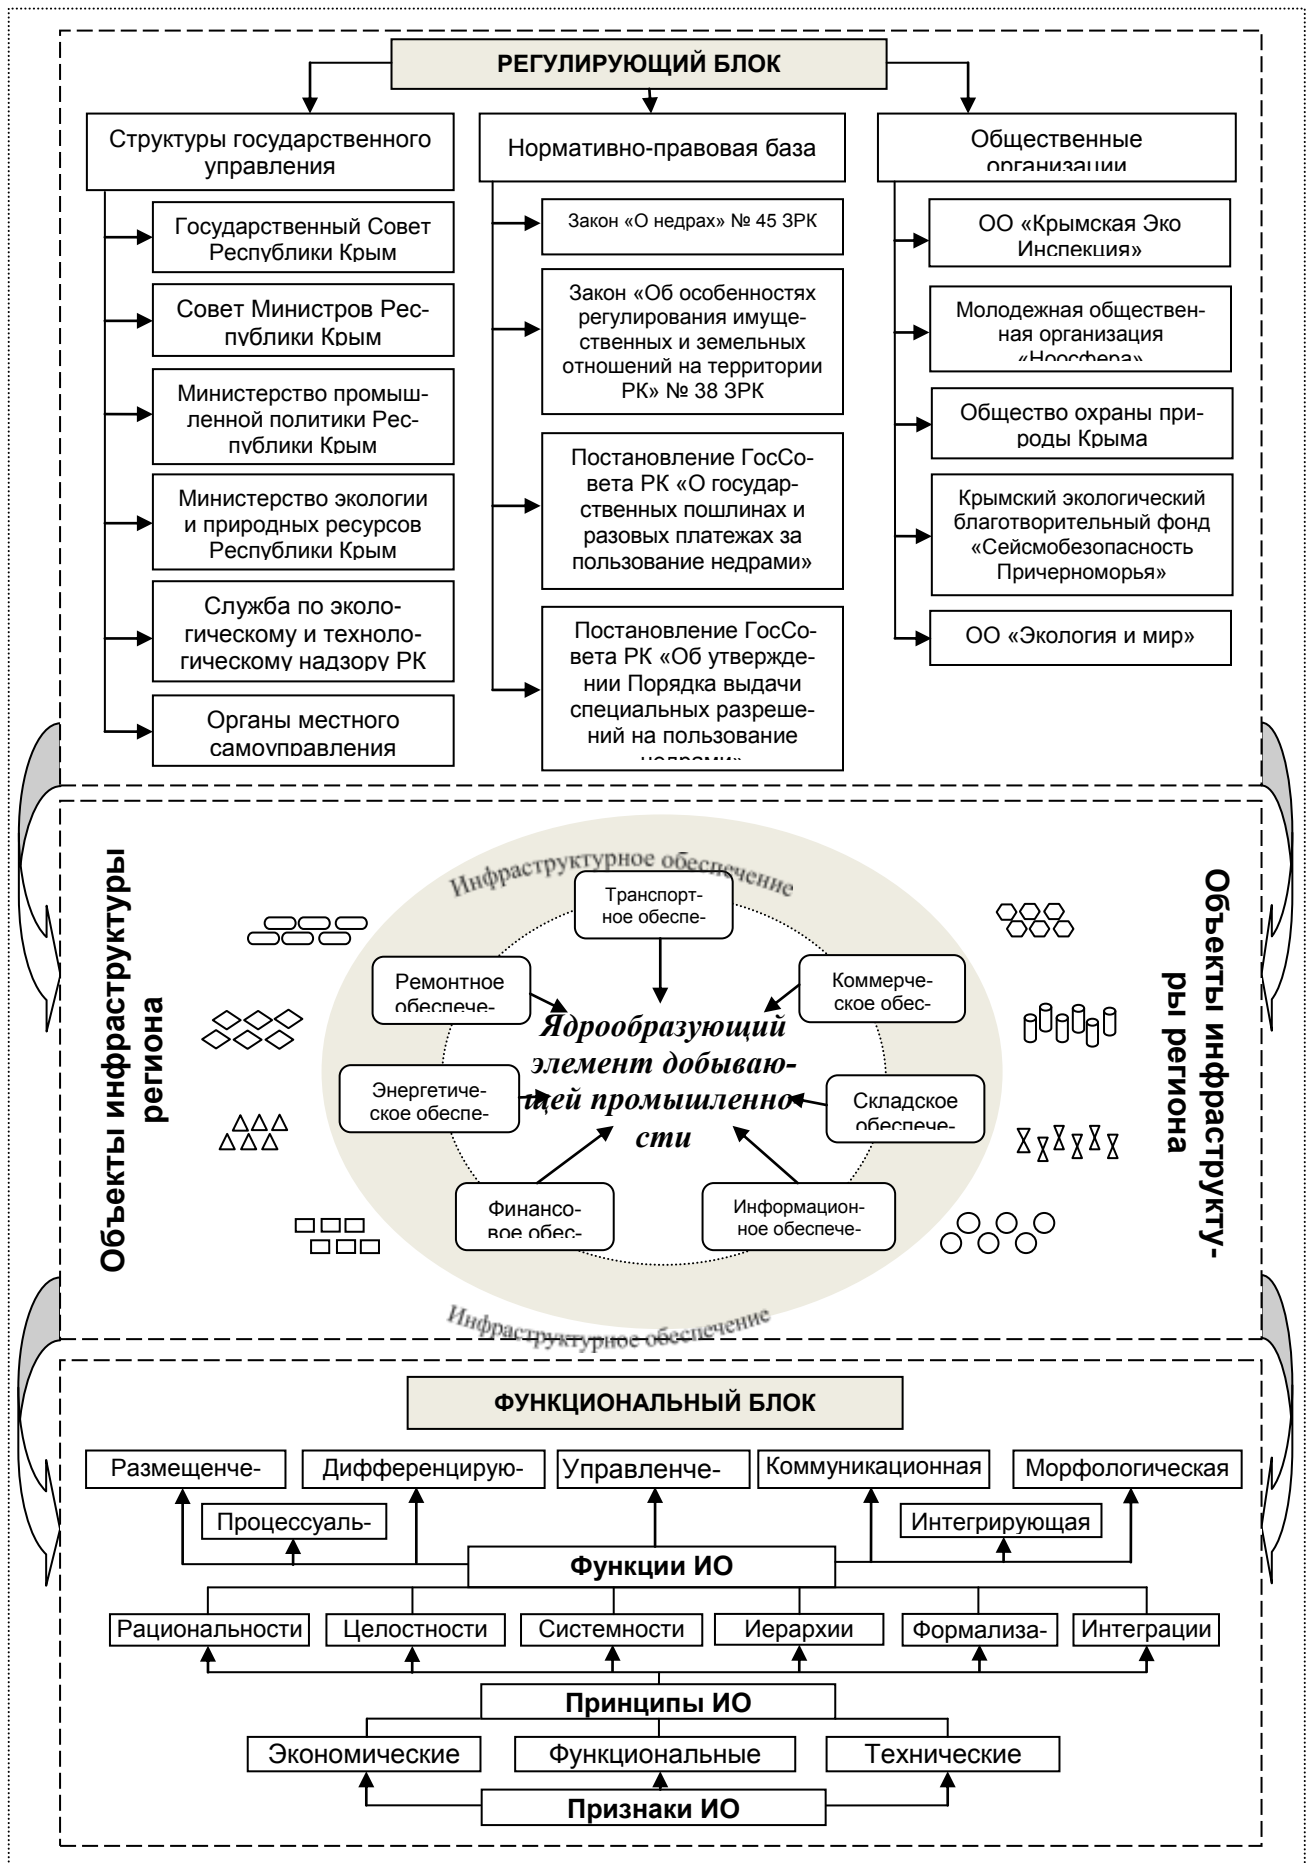 РЕГУЛИРУЮЩИЙ БЛОК
Структуры государственного
управления
Государственный Совет
Республики Крым
Совет Министров Рес-
публики Крым
Министерство промыш-
ленной политики Рес-
публики Крым
Министерство экологии
и природных ресурсов
Республики Крым
Служба по эколо-
гическому и техноло-
гическому надзору РК
Органы местного
самоуправления
Нормативно-правовая база
Закон «О недрах» № 45 ЗРК
Закон «Об особенностях
регулирования имуще-
ственных и земельных
отношений на территории
РК» № 38 ЗРК
Постановление ГосСо-
вета РК «О государ-
ственных пошлинах и
разовых платежах за
пользование недрами»
Постановление ГосСо-
вета РК «Об утвержде-
нии Порядка выдачи
специальных разреше-
ний на пользование
недрами»
Общественные
организации
ОО «Крымская Эко
Инспекция»
Молодежная обществен-
ная организация
«Ноосфера»
Общество охраны при-
роды Крыма
Крымский экологический
благотворительный фонд
«Сейсмобезопасность
Причерноморья»
ОО «Экология и мир»
Объекты инфраструктуры
региона
Инфраструктурное обеспечение
Транспорт-
ное обеспе-
Ремонтное
обеспече-
Коммерче-
ское обес-
Ядрообразующий
элемент добываю-
щей промышленно-
сти
Энергетиче-
ское обеспе-
Складское
обеспече-
Финансо-
вое обес-
Информацион-
ное обеспече-
Инфраструктурное обеспечение
Объекты инфраструкту-
ры региона
ФУНКЦИОНАЛЬНЫЙ БЛОК
Размещенче-
Дифференцирую-
Управленче-
Коммуникационная
Морфологическая
Процессуаль-
Интегрирующая
Функции ИО
Рациональности
Целостности
Системности
Иерархии
Формализа-
Интеграции
Принципы ИО
Экономические
Функциональные
Технические
Признаки ИО